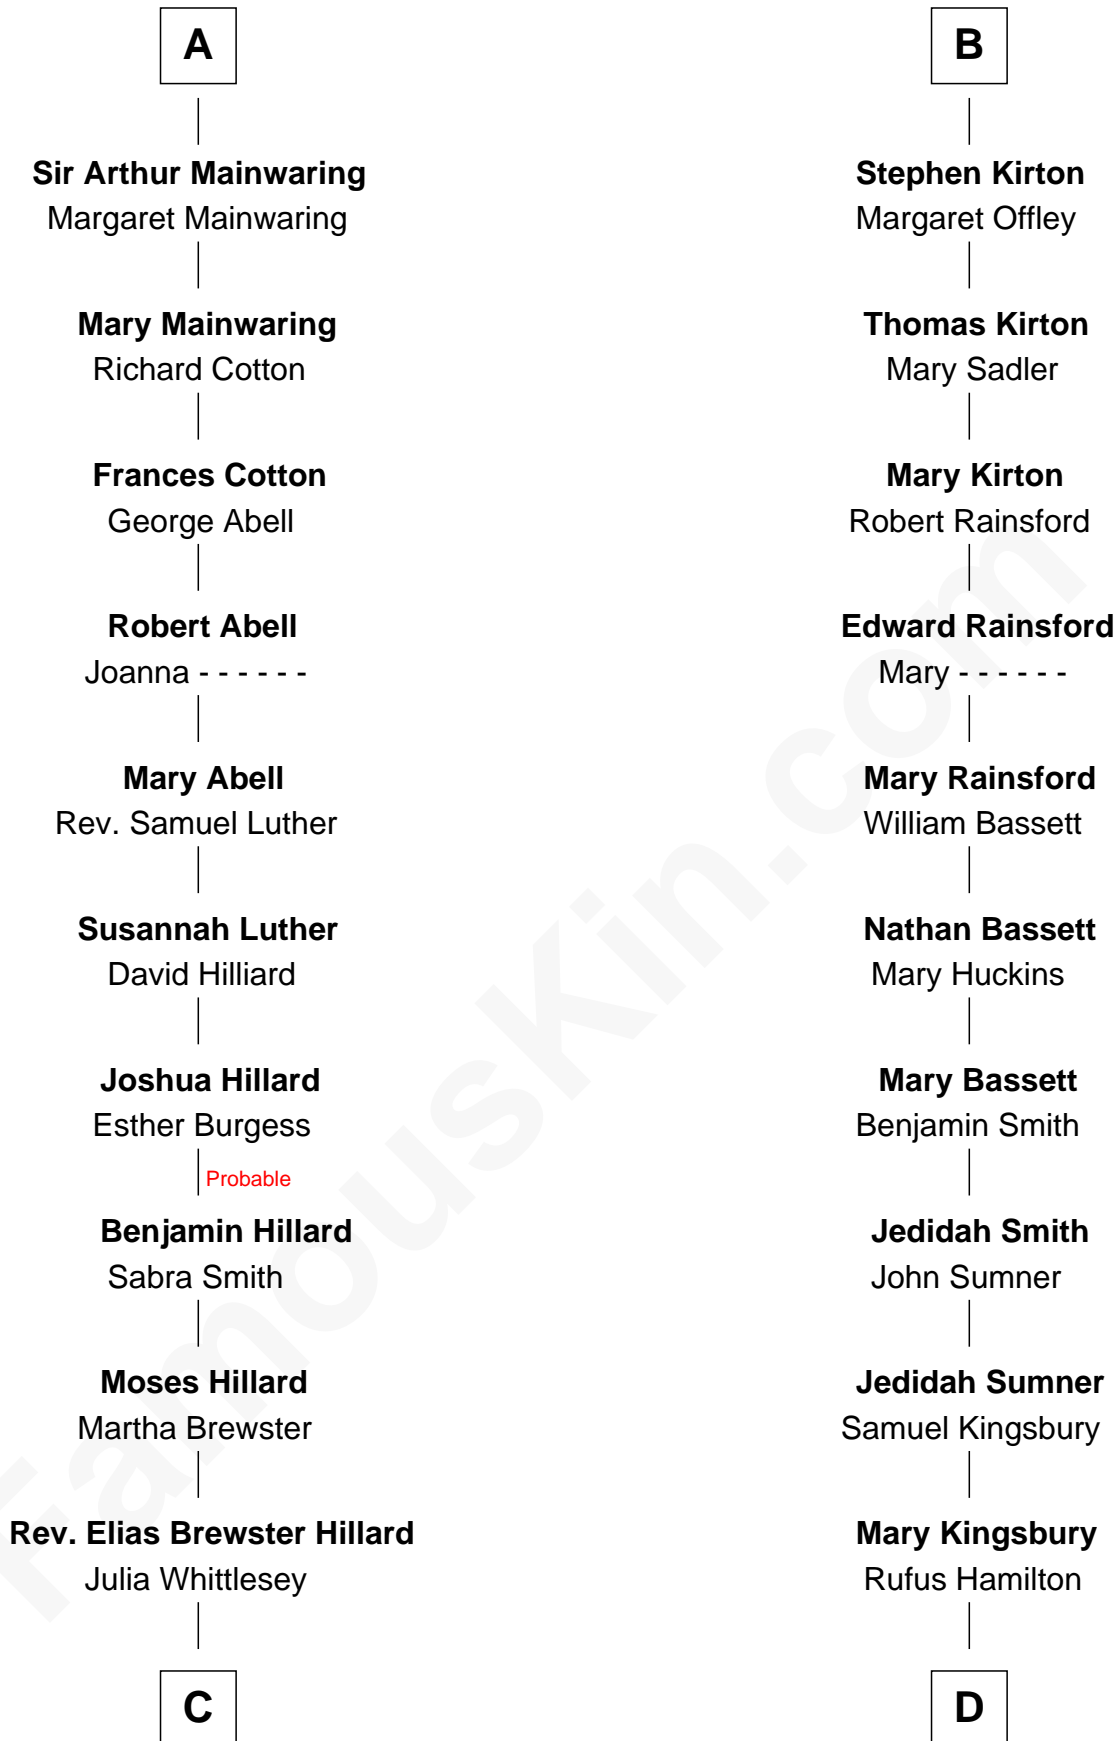 A
Sir Arthur Mainwaring
Margaret Mainwaring
Mary Mainwaring
Richard Cotton
Frances Cotton
George Abell
Robert Abell
Joanna - - - - - -
Mary Abell
Rev. Samuel Luther
Susannah Luther
David Hilliard
Joshua Hillard
Esther Burgess
Probable
Benjamin Hillard
Sabra Smith
Moses Hillard
Martha Brewster
Rev. Elias Brewster Hillard
Julia Whittlesey
C
B
Stephen Kirton
Margaret Offley
Thomas Kirton
Mary Sadler
Mary Kirton
Robert Rainsford
Edward Rainsford
Mary - - - - - -
Mary Rainsford
William Bassett
Nathan Bassett
Mary Huckins
Mary Bassett
Benjamin Smith
Jedidah Smith
John Sumner
Jedidah Sumner
Samuel Kingsbury
Mary Kingsbury
Rufus Hamilton
D
FamousKin.com